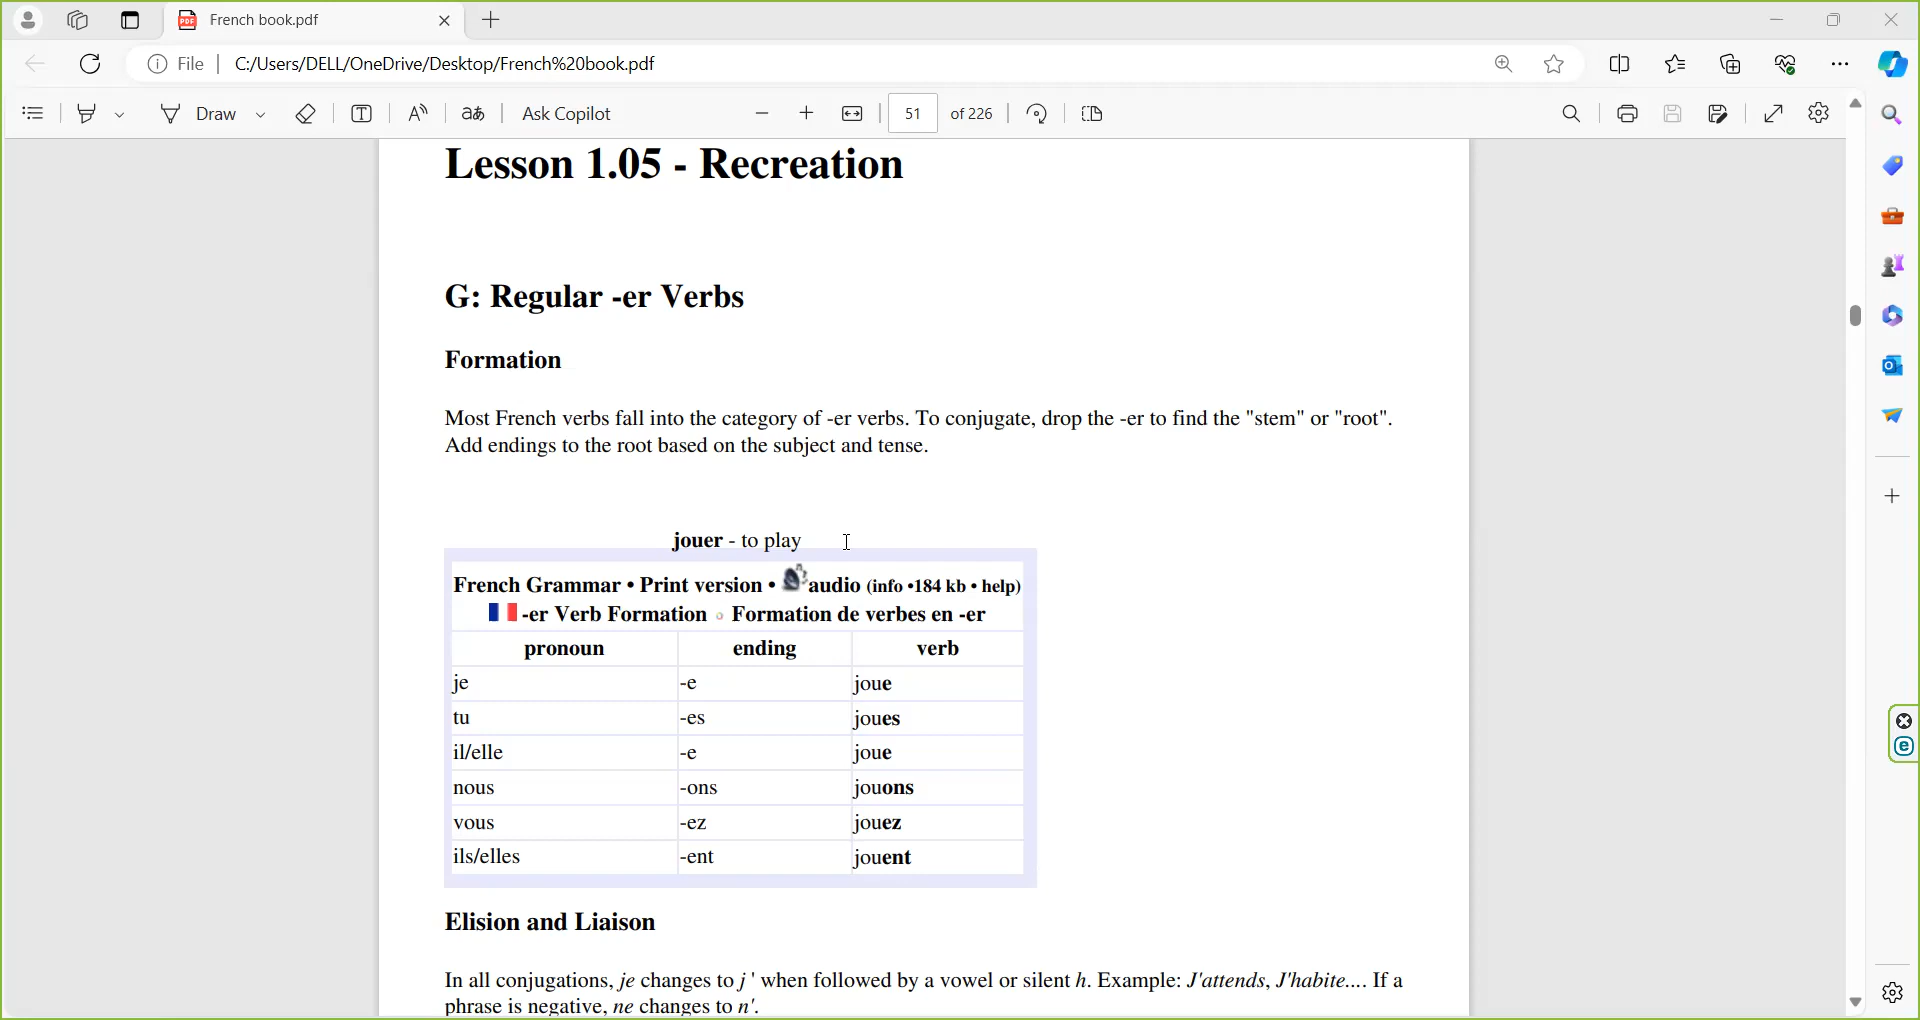 French book.pdf
File
C:/Users/DELL/OneDrive/Desktop/French%20book.pdf
Draw
aあ
Ask Copilot
51 of 226
Lesson 1.05 - Recreation
G: Regular -er Verbs
Formation
Most French verbs fall into the category of -er verbs. To conjugate, drop the -er to find the "stem" or "root".
Add endings to the root based on the subject and tense.
jouer - to play
French Grammar • Print version • audio (info •184 kb • help)
-er Verb Formation Formation de verbes en -er
pronoun ending verb
je -e joue
tu -es joues
il/elle -e joue
nous -ons jouons
vous -ez jouez
ils/elles -ent jouent
Elision and Liaison
In all conjugations, je changes to j ' when followed by a vowel or silent h. Example: J'attends, J'habite.... If a
phrase is negative, ne changes to n'.